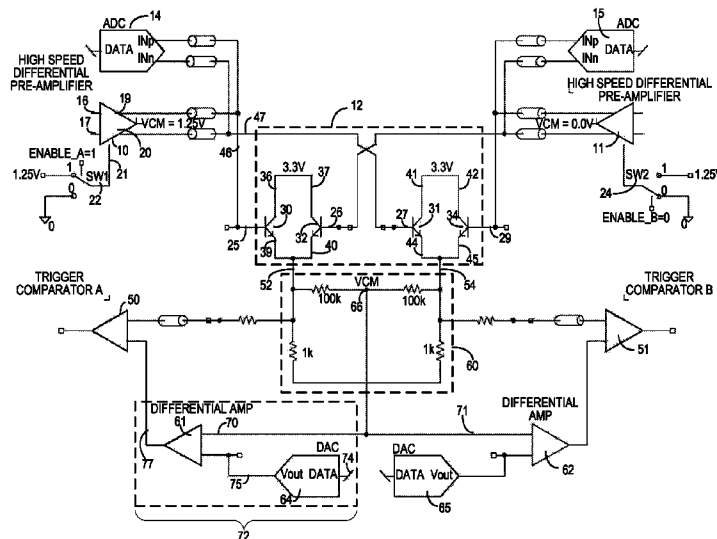 ADC 14
INp
DATA
INn
HIGH SPEED
DIFFERENTIAL
PRE-AMPLIFIER
16
19
17
VCM = 1.25V
20
10
47
46
12
ENABLE_A=1
21
1
1.25V
SW1
22
0
0
ADC
15
INp
DATA
INn
HIGH SPEED DIFFERENTIAL
PRE-AMPLIFIER
VCM = 0.0V
11
SW2
24
1
0
ENABLE_B=0
0
3.3V
36
37
30
26
25
32
39
40
3.3V
41
42
27
31
34
29
44
45
52
54
VCM
100k
66
100k
1k
1k
60
TRIGGER
COMPARATOR A
50
TRIGGER
COMPARATOR B
51
DIFFERENTIAL AMP
61
70
77
DAC
74
Vout DATA
75
64
72
71
DIFFERENTIAL
AMP
62
DAC
DATA Vout
65